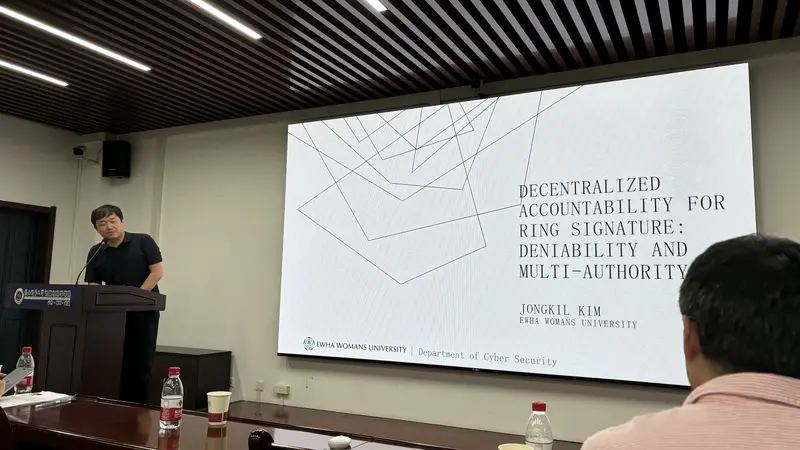 DECENTRALIZED
ACCOUNTABILITY FOR
RING SIGNATURE:
DENIABILITY AND
MULTI-AUTHORITY
JONGKIL KIM
EWHA WOMANS UNIVERSITY
EWHA WOMANS UNIVERSITY | Department of Cyber Security